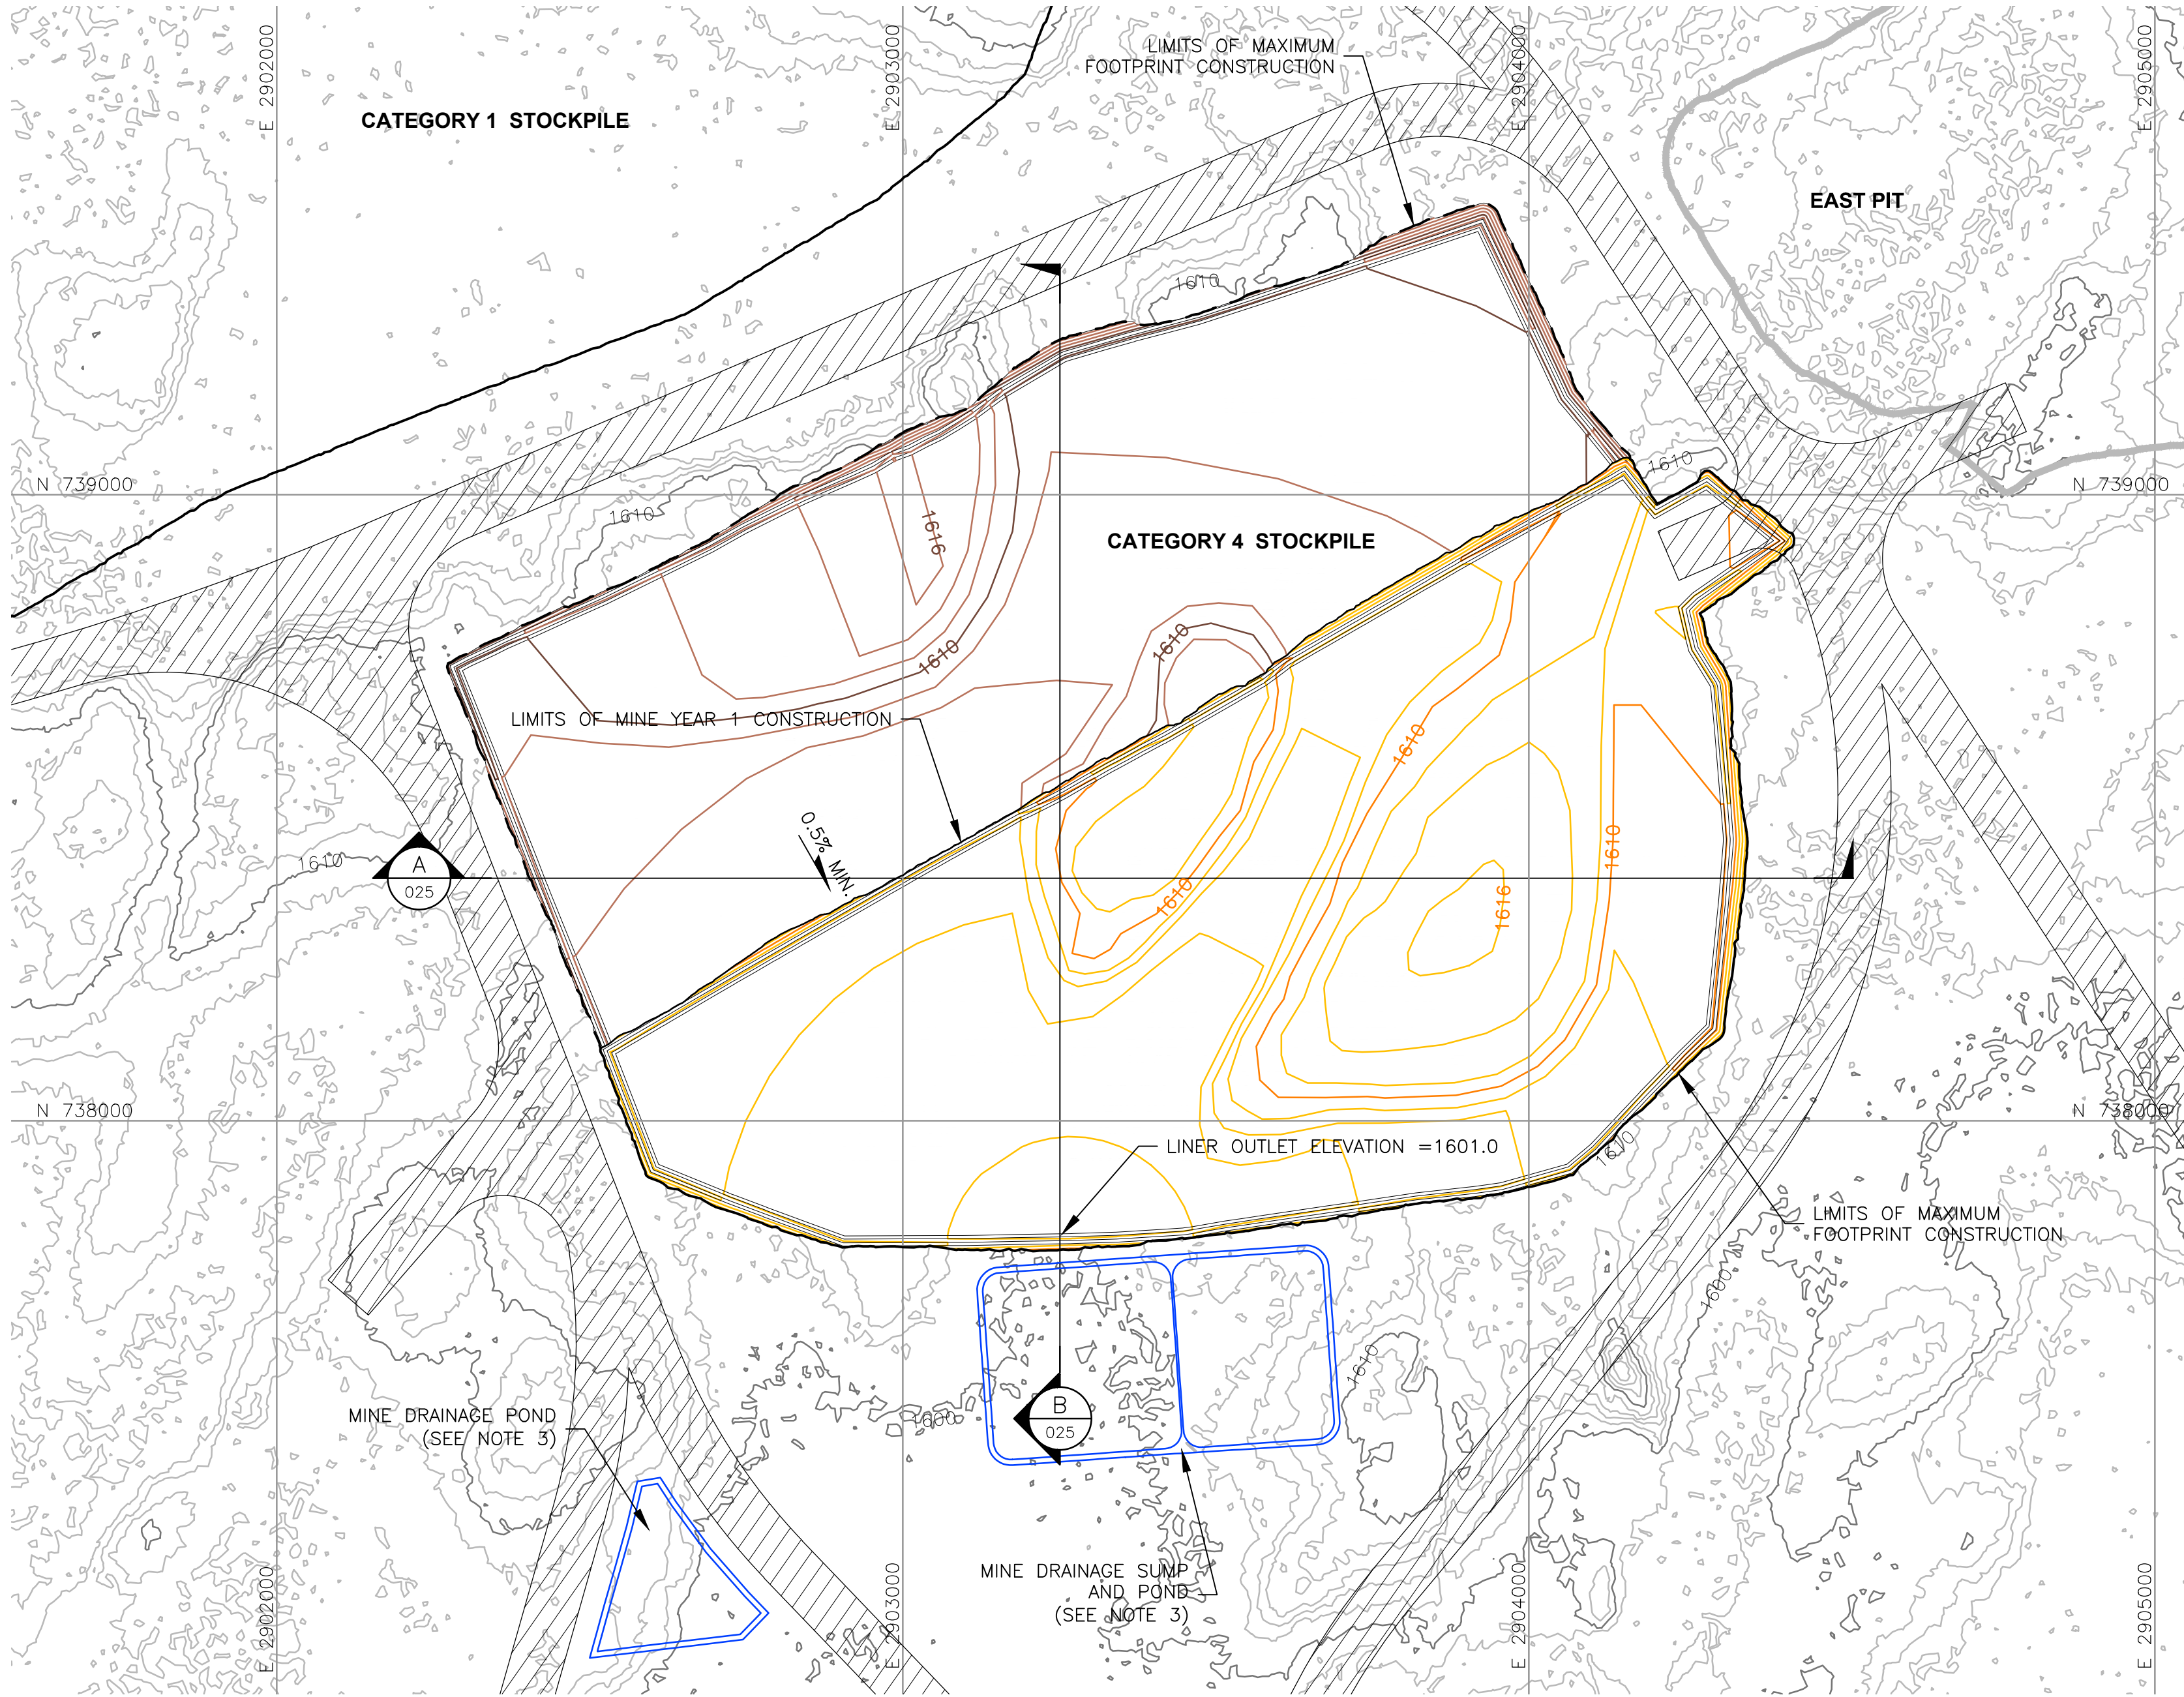 E 2902000
E 2903000
E 2904000
E 2905000
LIMITS OF MAXIMUM
FOOTPRINT CONSTRUCTION
CATEGORY 1 STOCKPILE
EAST PIT
1610
N 739000
1610
N 739000
1610
1616
CATEGORY 4 STOCKPILE
1610
1610
LIMITS OF MINE YEAR 1 CONSTRUCTION
1610
0.5% MIN.
1610
A
025
1610
1610
1616
N 738000
N 738000
LINER OUTLET ELEVATION =1601.0
1610
LIMITS OF MAXIMUM
FOOTPRINT CONSTRUCTION
1600
1610
MINE DRAINAGE POND
(SEE NOTE 3)
1600
B
025
MINE DRAINAGE SUMP
AND POND
(SEE NOTE 3)
E 2902000
E 2903000
E 2904000
E 2905000